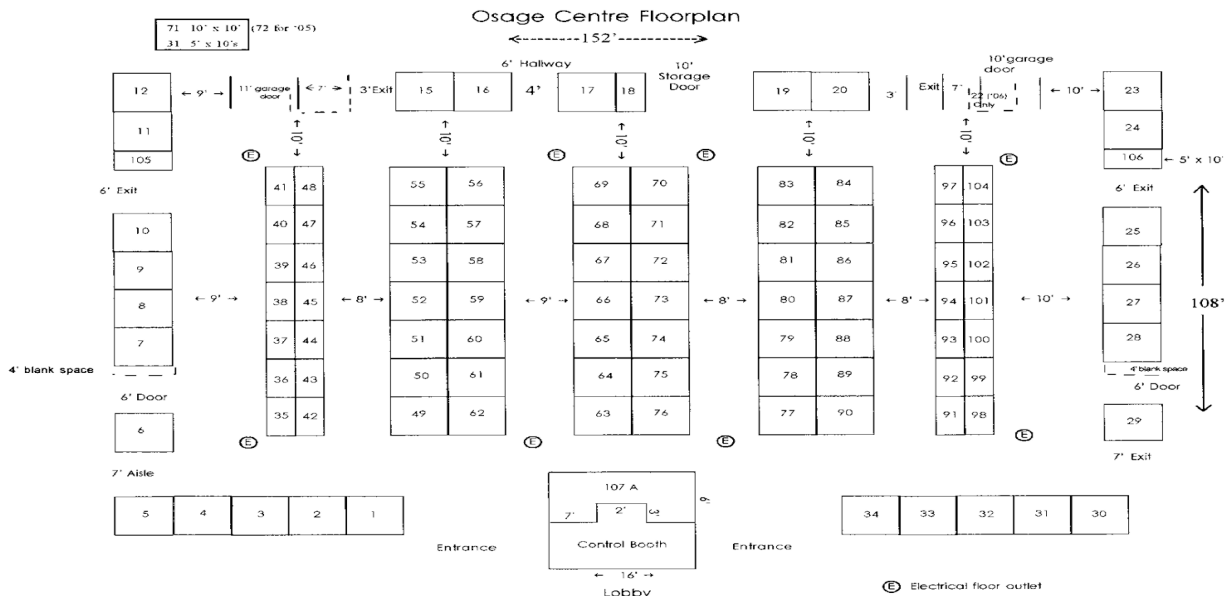 Osage Centre Floorplan
71 10' x 10' (72 for '05)
31 5' x 10's
152'
6' Hallway
10' Storage Door
10' garage door
12 ← 9' → 11' garage door ← 7' → 3' Exit 15 16 4' 17 18 19 20 3' Exit 7' 22 ('06) Only ← 10' → 23
11 10' 10' 10' 10' 10' 24
105 E E E E 106 ← 5' x 10'
6' Exit 6' Exit
41 48 55 56 69 70 83 84 97 104
10 40 47 54 57 68 71 82 85 96 103 25
9 39 46 53 58 67 72 81 86 95 102 26
8 ← 9' → 38 45 ← 8' → 52 59 ← 9' → 66 73 ← 8' → 80 87 ← 8' → 94 101 ← 10' → 27 108'
7 37 44 51 60 65 74 79 88 93 100 28
4' blank space 36 43 50 61 64 75 78 89 92 99 4' blank space
6' Door 6' Door
6 35 42 49 62 63 76 77 90 91 98 29
E E E E
7' Aisle 7' Exit
107 A
5 4 3 2 1 7' 2' 3' 9' 34 33 32 31 30
Entrance Control Booth Entrance
← 16' →
Lobby
E Electrical floor outlet